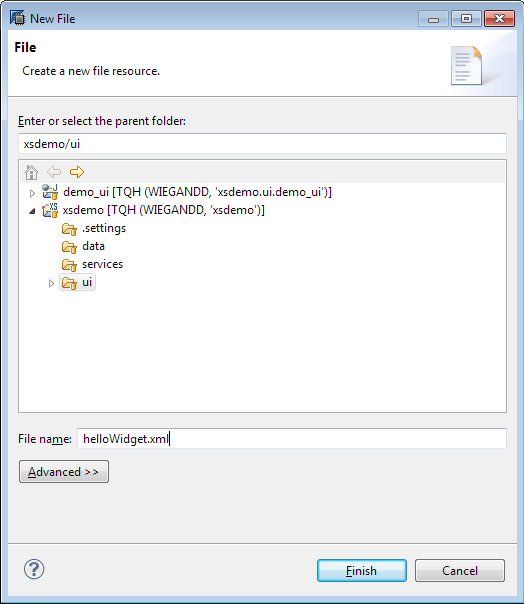 New File
File
Create a new file resource.
Enter or select the parent folder:
xsdemo/ui
demo_ui [TQH (WIEGANDD, 'xsdemo.ui.demo_ui')]
xsdemo [TQH (WIEGANDD, 'xsdemo')]
.settings
data
services
ui
File name: helloWidget.xml
Advanced >>
Finish Cancel